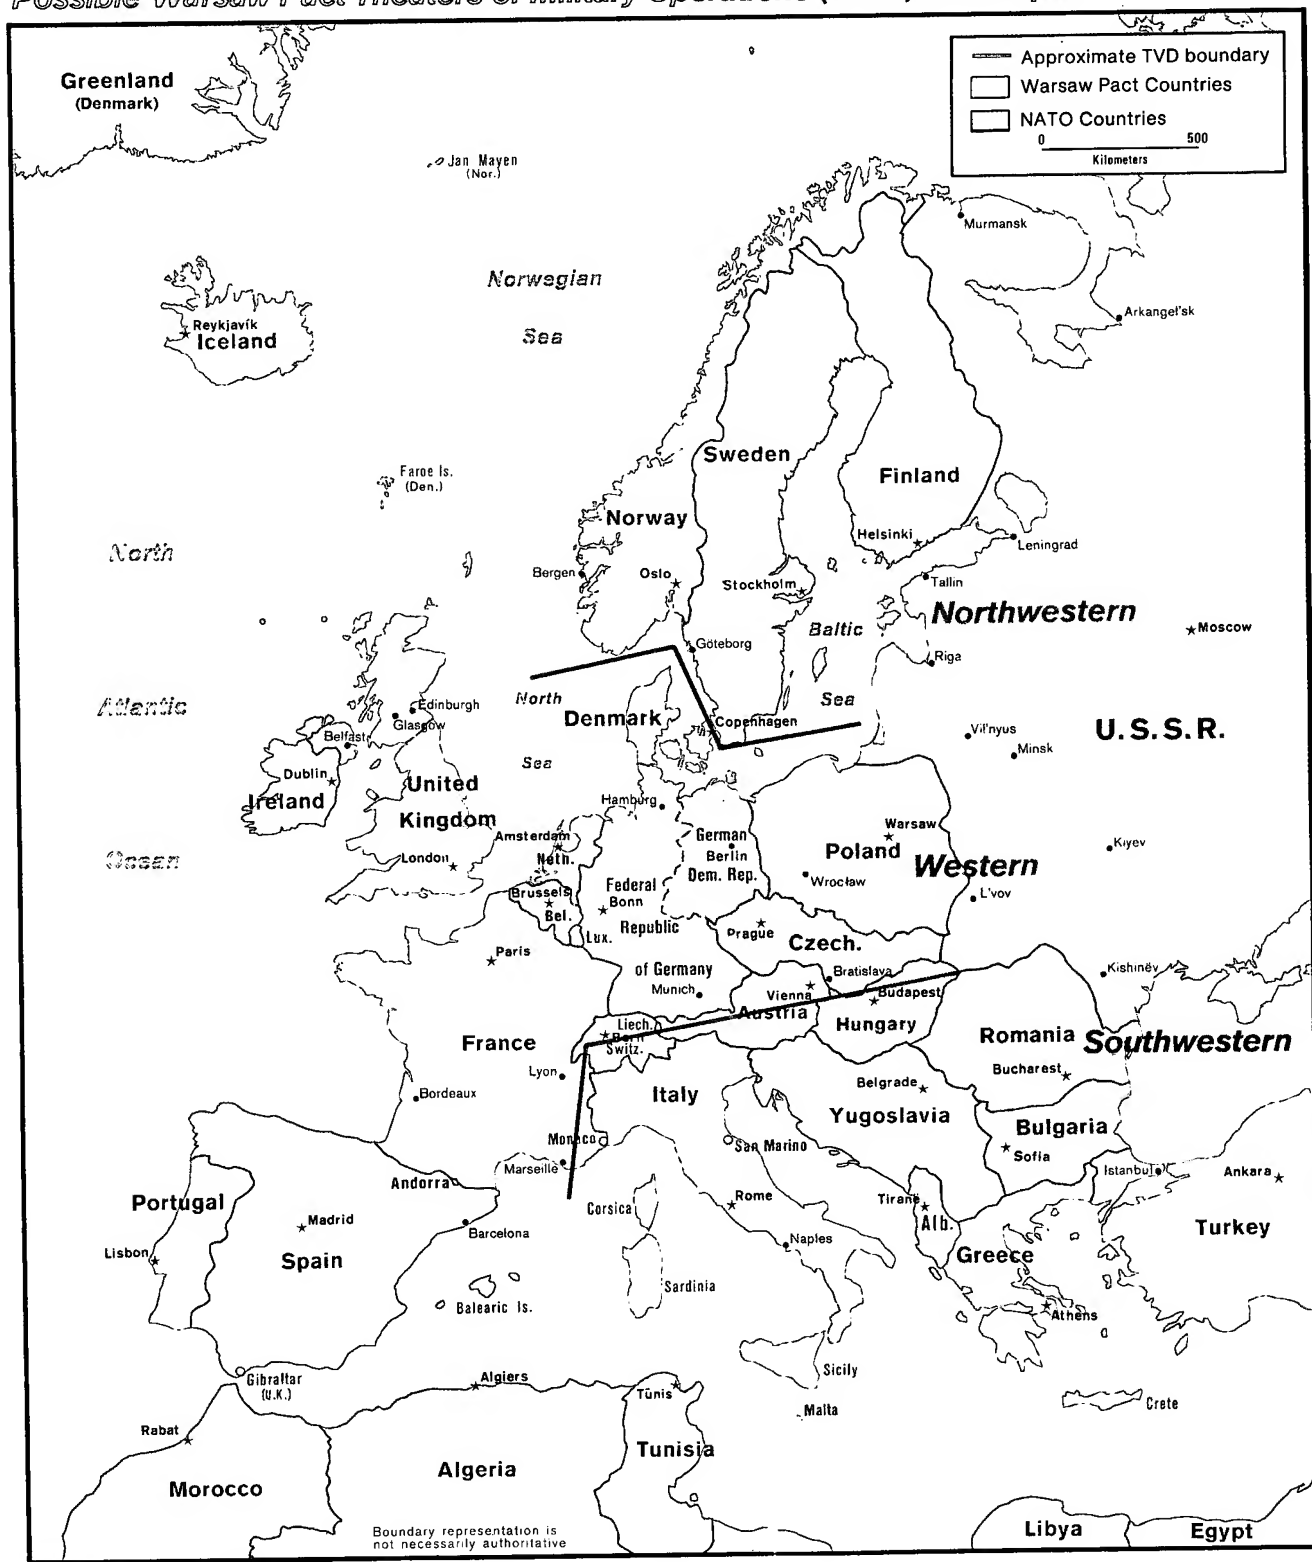 Possible Warsaw Pact Theaters of Military Operations
Approximate TVD boundary
Warsaw Pact Countries
NATO Countries
0 500
Kilometers
Greenland
(Denmark)
Jan Mayen
(Nor.)
Murmansk
Norwegian
Sea
Arkangel'sk
Reykjavík
Iceland
Sweden
Finland
Faroe Is.
(Den.)
Norway
Helsinki
Leningrad
North
Bergen
Oslo
Stockholm
Tallin
Northwestern
Baltic
Moscow
Göteborg
Riga
North
Sea
Atlantic
Edinburgh
Glasgow
Denmark
Copenhagen
Vil'nyus
U.S.S.R.
Belfast
Minsk
Sea
Dublin
United
Ireland
Hamburg
Kingdom
Amsterdam
German
Warsaw
Kiyev
Ocean
London
Neth.
Berlin
Poland
Western
Dem. Rep.
Wrocław
Brussels
Federal
L'vov
Bonn
Bel.
Republic
Lux.
Prague
Czech.
Paris
of Germany
Bratislava
Kishinëv
Munich
Vienna
Budapest
Austria
Liech.
Hungary
Bern
Romania
Southwestern
France
Switz.
Lyon
Bucharest
Italy
Belgrade
Bordeaux
Yugoslavia
Bulgaria
Monaco
San Marino
Sofia
Marseille
Istanbul
Ankara
Andorra
Portugal
Corsica
Rome
Tiranë
Madrid
Alb.
Turkey
Barcelona
Naples
Lisbon
Spain
Greece
Sardinia
Balearic Is.
Athens
Gibraltar
(U.K.)
Algiers
Tunis
Sicily
Malta
Crete
Rabat
Tunisia
Algeria
Morocco
Boundary representation is
not necessarily authoritative
Libya
Egypt